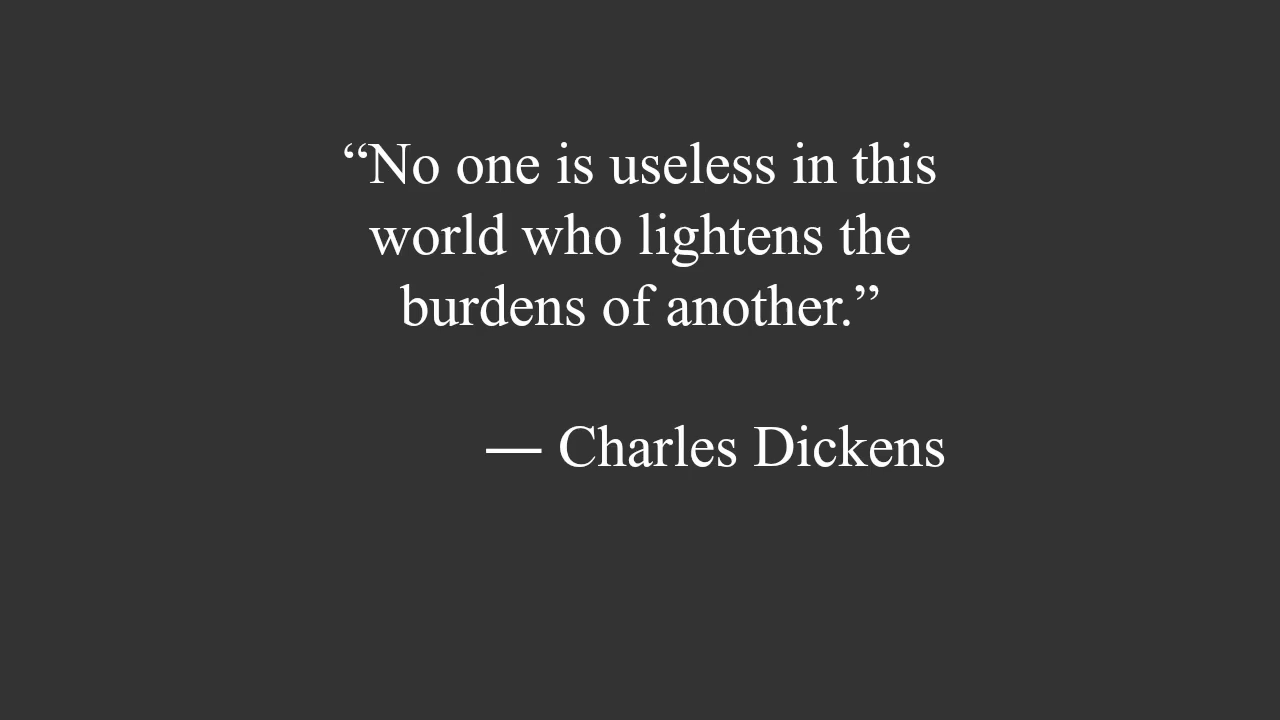 “No one is useless in this
world who lightens the
burdens of another.”
― Charles Dickens